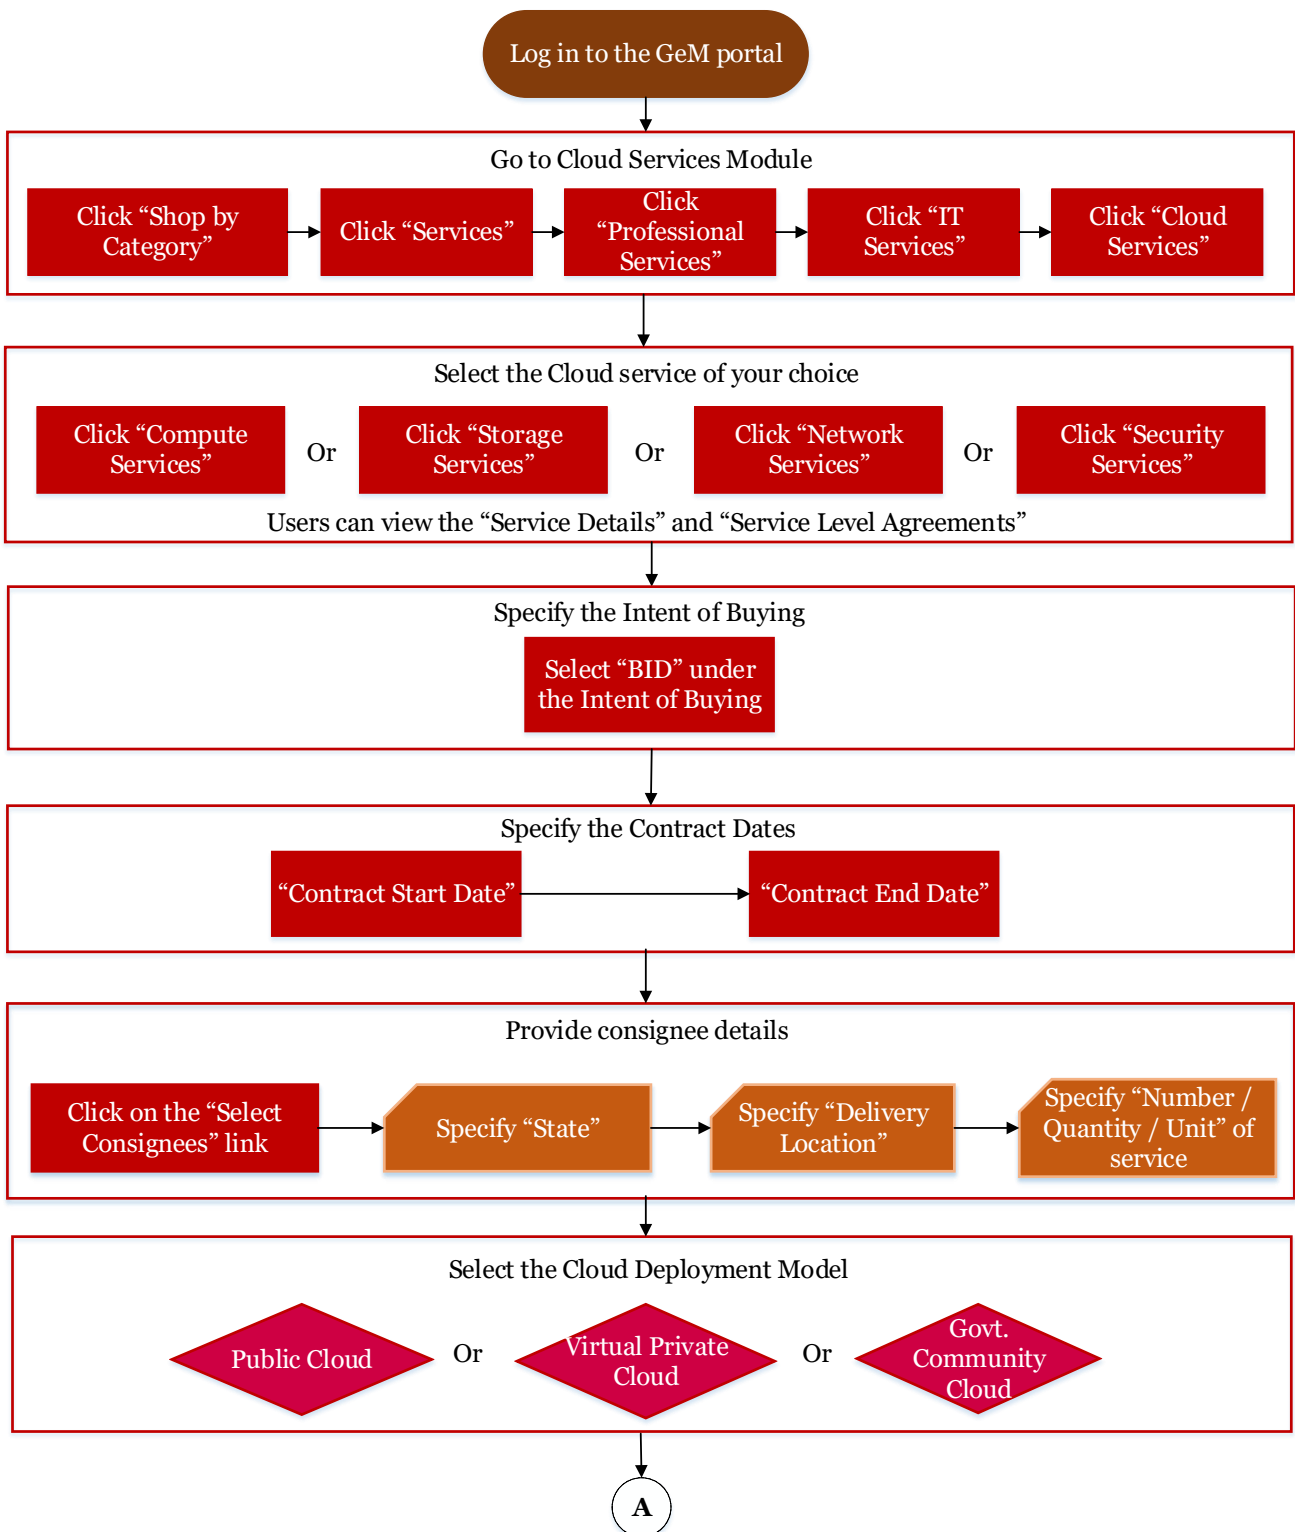 Log in to the GeM portal
Go to Cloud Services Module
Click “Shop by
Category”
Click “Services”
Click
“Professional
Services”
Click “IT
Services”
Click “Cloud
Services”
Select the Cloud service of your choice
Click “Compute
Services”
Or
Click “Storage
Services”
Or
Click “Network
Services”
Or
Click “Security
Services”
Users can view the “Service Details” and “Service Level Agreements”
Specify the Intent of Buying
Select “BID” under
the Intent of Buying
Specify the Contract Dates
“Contract Start Date”
“Contract End Date”
Provide consignee details
Click on the “Select
Consignees” link
Specify “State”
Specify “Delivery
Location”
Specify “Number /
Quantity / Unit” of
service
Select the Cloud Deployment Model
Public Cloud
Or
Virtual Private
Cloud
Or
Govt.
Community
Cloud
A